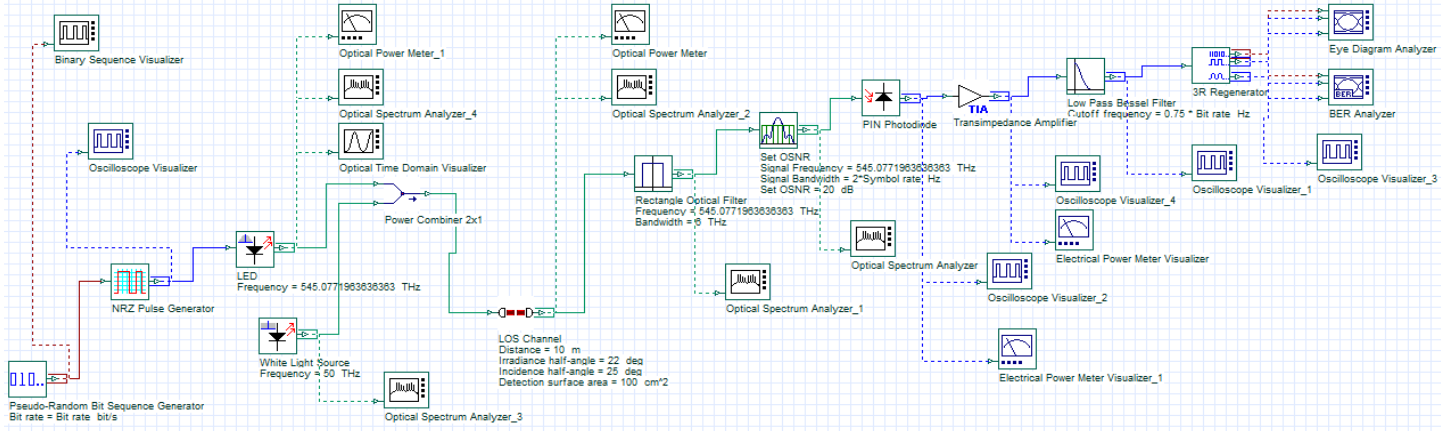 Binary Sequence Visualizer
Oscilloscope Visualizer
Optical Power Meter_1
Optical Spectrum Analyzer_4
Optical Time Domain Visualizer
Power Combiner 2x1
LED
Frequency = 545.0771963636363 THz
NRZ Pulse Generator
White Light Source
Frequency = 50 THz
Optical Spectrum Analyzer_3
010..
Pseudo-Random Bit Sequence Generator
Bit rate = Bit rate bit/s
LOS Channel
Distance = 10 m
Irradiance half-angle = 22 deg
Incidence half-angle = 25 deg
Detection surface area = 100 cm^2
Optical Power Meter
Optical Spectrum Analyzer_2
Rectangle Optical Filter
Frequency = 545.0771963636363 THz
Bandwidth = 6 THz
Set OSNR
Signal Frequency = 545.0771963636363 THz
Signal Bandwidth = 2*Symbol rate Hz
Set OSNR = 20 dB
Optical Spectrum Analyzer_1
Optical Spectrum Analyzer
PIN Photodiode
TIA
Transimpedance Amplifier
Low Pass Bessel Filter
Cutoff frequency = 0.75 * Bit rate Hz
3R Regenerator
Eye Diagram Analyzer
BER
BER Analyzer
Oscilloscope Visualizer_3
Oscilloscope Visualizer_1
Oscilloscope Visualizer_4
Electrical Power Meter Visualizer
Oscilloscope Visualizer_2
Electrical Power Meter Visualizer_1